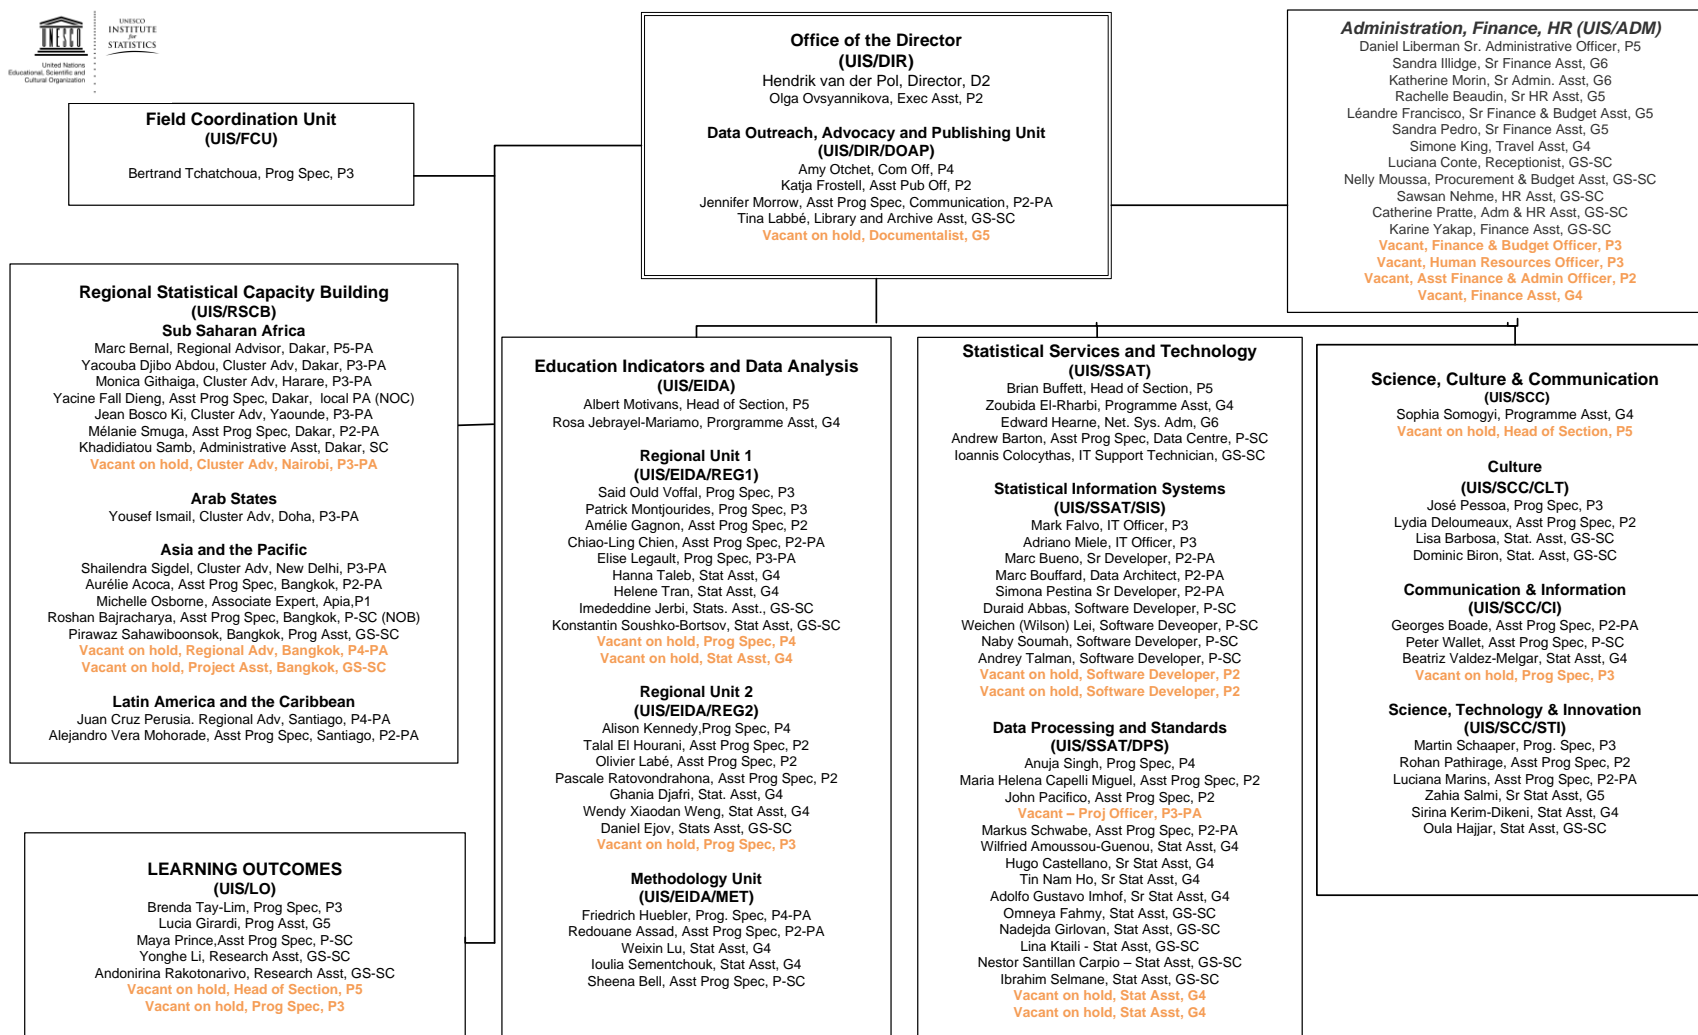 UNESCO
United Nations
Educational, Scientific and
Cultural Organization
UNESCO
INSTITUTE
for
STATISTICS
Office of the Director
(UIS/DIR)
Hendrik van der Pol, Director, D2
Olga Ovsyannikova, Exec Asst, P2
Data Outreach, Advocacy and Publishing Unit
(UIS/DIR/DOAP)
Amy Otchet, Com Off, P4
Katja Frostell, Asst Pub Off, P2
Jennifer Morrow, Asst Prog Spec, Communication, P2-PA
Tina Labbé, Library and Archive Asst, GS-SC
Vacant on hold, Documentalist, G5
Administration, Finance, HR (UIS/ADM)
Daniel Liberman Sr. Administrative Officer, P5
Sandra Illidge, Sr Finance Asst, G6
Katherine Morin, Sr Admin. Asst, G6
Rachelle Beaudin, Sr HR Asst, G5
Léandre Francisco, Sr Finance & Budget Asst, G5
Sandra Pedro, Sr Finance Asst, G5
Simone King, Travel Asst, G4
Luciana Conte, Receptionist, GS-SC
Nelly Moussa, Procurement & Budget Asst, GS-SC
Sawsan Nehme, HR Asst, GS-SC
Catherine Pratte, Adm & HR Asst, GS-SC
Karine Yakap, Finance Asst, GS-SC
Vacant, Finance & Budget Officer, P3
Vacant, Human Resources Officer, P3
Vacant, Asst Finance & Admin Officer, P2
Vacant, Finance Asst, G4
Field Coordination Unit
(UIS/FCU)
Bertrand Tchatchoua, Prog Spec, P3
Regional Statistical Capacity Building
(UIS/RSCB)
Sub Saharan Africa
Marc Bernal, Regional Advisor, Dakar, P5-PA
Yacouba Djibo Abdou, Cluster Adv, Dakar, P3-PA
Monica Githaiga, Cluster Adv, Harare, P3-PA
Yacine Fall Dieng, Asst Prog Spec, Dakar, local PA (NOC)
Jean Bosco Ki, Cluster Adv, Yaounde, P3-PA
Mélanie Smuga, Asst Prog Spec, Dakar, P2-PA
Khadidiatou Samb, Administrative Asst, Dakar, SC
Vacant on hold, Cluster Adv, Nairobi, P3-PA
Arab States
Yousef Ismail, Cluster Adv, Doha, P3-PA
Asia and the Pacific
Shailendra Sigdel, Cluster Adv, New Delhi, P3-PA
Aurélie Acoca, Asst Prog Spec, Bangkok, P2-PA
Michelle Osborne, Associate Expert, Apia,P1
Roshan Bajracharya, Asst Prog Spec, Bangkok, P-SC (NOB)
Pirawaz Sahawiboonsok, Bangkok, Prog Asst, GS-SC
Vacant on hold, Regional Adv, Bangkok, P4-PA
Vacant on hold, Project Asst, Bangkok, GS-SC
Latin America and the Caribbean
Juan Cruz Perusia. Regional Adv, Santiago, P4-PA
Alejandro Vera Mohorade, Asst Prog Spec, Santiago, P2-PA
LEARNING OUTCOMES
(UIS/LO)
Brenda Tay-Lim, Prog Spec, P3
Lucia Girardi, Prog Asst, G5
Maya Prince,Asst Prog Spec, P-SC
Yonghe Li, Research Asst, GS-SC
Andonirina Rakotonarivo, Research Asst, GS-SC
Vacant on hold, Head of Section, P5
Vacant on hold, Prog Spec, P3
Education Indicators and Data Analysis
(UIS/EIDA)
Albert Motivans, Head of Section, P5
Rosa Jebrayel-Mariamo, Prorgramme Asst, G4
Regional Unit 1
(UIS/EIDA/REG1)
Said Ould Voffal, Prog Spec, P3
Patrick Montjourides, Prog Spec, P3
Amélie Gagnon, Asst Prog Spec, P2
Chiao-Ling Chien, Asst Prog Spec, P2-PA
Elise Legault, Prog Spec, P3-PA
Hanna Taleb, Stat Asst, G4
Helene Tran, Stat Asst, G4
Imededdine Jerbi, Stats. Asst., GS-SC
Konstantin Soushko-Bortsov, Stat Asst, GS-SC
Vacant on hold, Prog Spec, P4
Vacant on hold, Stat Asst, G4
Regional Unit 2
(UIS/EIDA/REG2)
Alison Kennedy,Prog Spec, P4
Talal El Hourani, Asst Prog Spec, P2
Olivier Labé, Asst Prog Spec, P2
Pascale Ratovondrahona, Asst Prog Spec, P2
Ghania Djafri, Stat. Asst, G4
Wendy Xiaodan Weng, Stat Asst, G4
Daniel Ejov, Stats Asst, GS-SC
Vacant on hold, Prog Spec, P3
Methodology Unit
(UIS/EIDA/MET)
Friedrich Huebler, Prog. Spec, P4-PA
Redouane Assad, Asst Prog Spec, P2-PA
Weixin Lu, Stat Asst, G4
Ioulia Sementchouk, Stat Asst, G4
Sheena Bell, Asst Prog Spec, P-SC
Statistical Services and Technology
(UIS/SSAT)
Brian Buffett, Head of Section, P5
Zoubida El-Rharbi, Programme Asst, G4
Edward Hearne, Net. Sys. Adm, G6
Andrew Barton, Asst Prog Spec, Data Centre, P-SC
Ioannis Colocythas, IT Support Technician, GS-SC
Statistical Information Systems
(UIS/SSAT/SIS)
Mark Falvo, IT Officer, P3
Adriano Miele, IT Officer, P3
Marc Bueno, Sr Developer, P2-PA
Marc Bouffard, Data Architect, P2-PA
Simona Pestina Sr Developer, P2-PA
Duraid Abbas, Software Developer, P-SC
Weichen (Wilson) Lei, Software Deveoper, P-SC
Naby Soumah, Software Developer, P-SC
Andrey Talman, Software Developer, P-SC
Vacant on hold, Software Developer, P2
Vacant on hold, Software Developer, P2
Data Processing and Standards
(UIS/SSAT/DPS)
Anuja Singh, Prog Spec, P4
Maria Helena Capelli Miguel, Asst Prog Spec, P2
John Pacifico, Asst Prog Spec, P2
Vacant – Proj Officer, P3-PA
Markus Schwabe, Asst Prog Spec, P2-PA
Wilfried Amoussou-Guenou, Stat Asst, G4
Hugo Castellano, Sr Stat Asst, G4
Tin Nam Ho, Sr Stat Asst, G4
Adolfo Gustavo Imhof, Sr Stat Asst, G4
Omneya Fahmy, Stat Asst, GS-SC
Nadejda Girlovan, Stat Asst, GS-SC
Lina Ktaili - Stat Asst, GS-SC
Nestor Santillan Carpio – Stat Asst, GS-SC
Ibrahim Selmane, Stat Asst, GS-SC
Vacant on hold, Stat Asst, G4
Vacant on hold, Stat Asst, G4
Science, Culture & Communication
(UIS/SCC)
Sophia Somogyi, Programme Asst, G4
Vacant on hold, Head of Section, P5
Culture
(UIS/SCC/CLT)
José Pessoa, Prog Spec, P3
Lydia Deloumeaux, Asst Prog Spec, P2
Lisa Barbosa, Stat. Asst, GS-SC
Dominic Biron, Stat. Asst, GS-SC
Communication & Information
(UIS/SCC/CI)
Georges Boade, Asst Prog Spec, P2-PA
Peter Wallet, Asst Prog Spec, P-SC
Beatriz Valdez-Melgar, Stat Asst, G4
Vacant on hold, Prog Spec, P3
Science, Technology & Innovation
(UIS/SCC/STI)
Martin Schaaper, Prog. Spec, P3
Rohan Pathirage, Asst Prog Spec, P2
Luciana Marins, Asst Prog Spec, P2-PA
Zahia Salmi, Sr Stat Asst, G5
Sirina Kerim-Dikeni, Stat Asst, G4
Oula Hajjar, Stat Asst, GS-SC